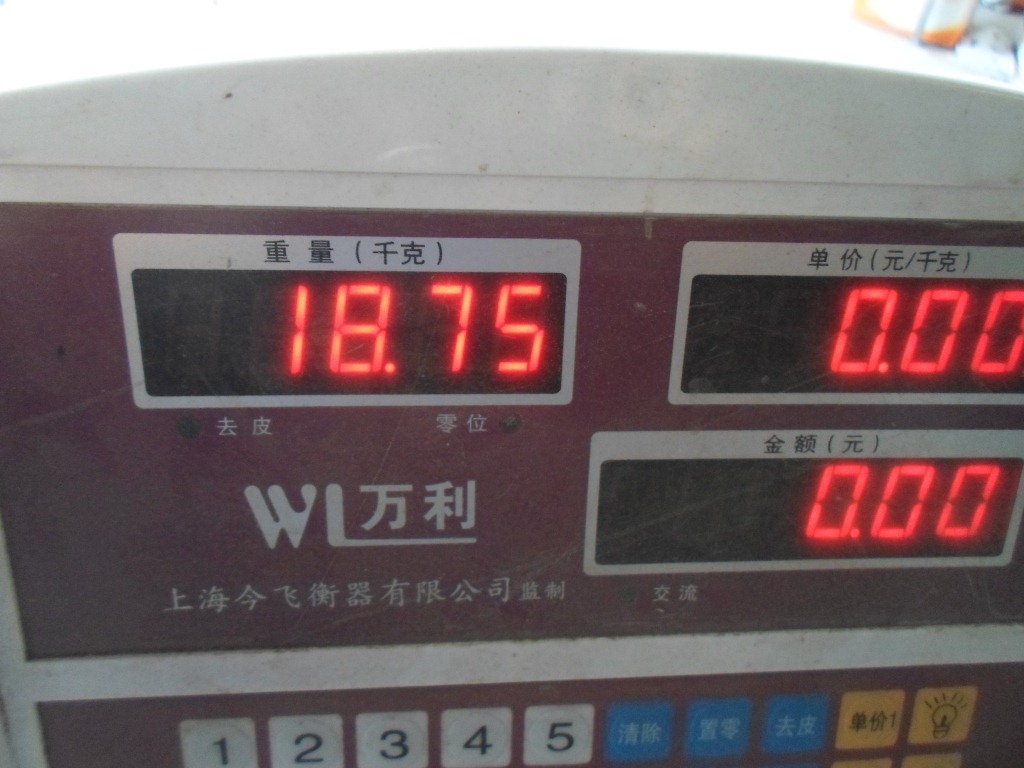 重量(千克)
18.75
单价(元/千克)
0.00
去皮
零位
金额(元)
0.00
WL万利
上海今飞衡器有限公司监制
交流
1 2 3 4 5 清除 置零 去皮 单价1